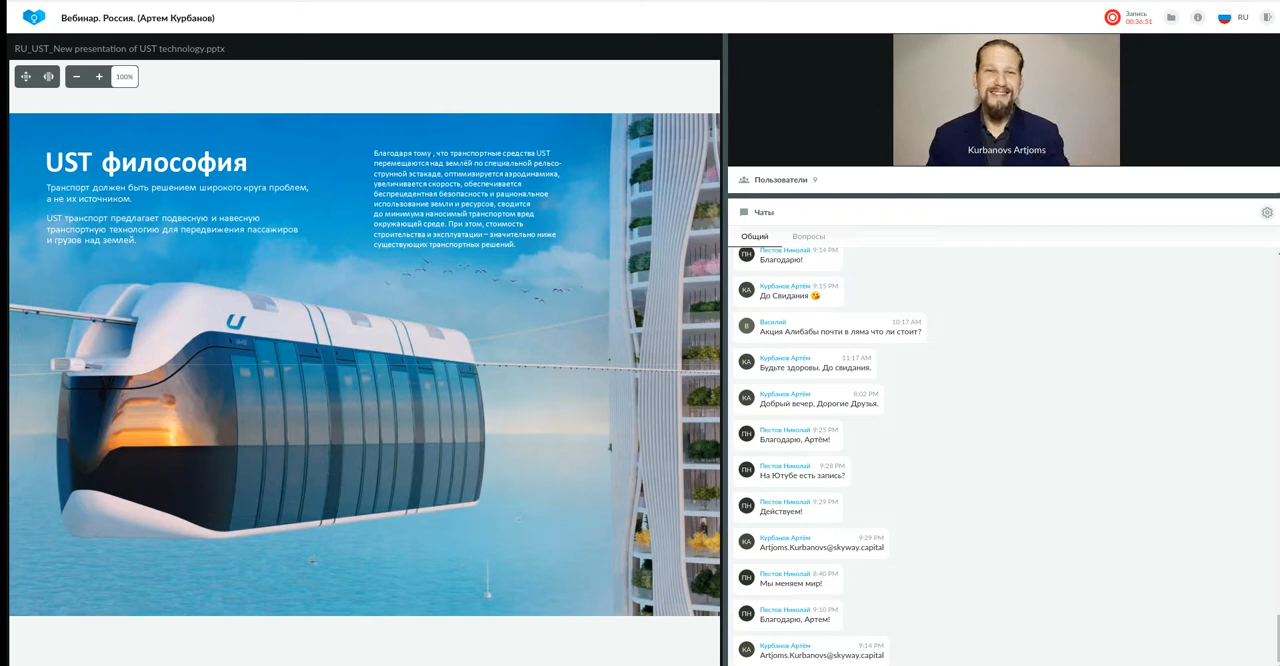 Вебинар. Россия. (Артем Курбанов)
Запись
00:36:51
RU
RU_UST_New presentation of UST technology.pptx
100%
UST философия
Транспорт должен быть решением широкого круга проблем,
а не их источником.
UST транспорт предлагает подвесную и навесную
транспортную технологию для передвижения пассажиров
и грузов над землей.
Благодаря тому , что транспортные средства UST
перемещаются над землёй по специальной рельсо-
струнной эстакаде, оптимизируется аэродинамика,
увеличивается скорость, обеспечивается
беспрецедентная безопасность и рациональное
использование земли и ресурсов, сводится
до минимума наносимый транспортом вред
окружающей среде. При этом, стоимость
строительства и эксплуатации – значительно ниже
существующих транспортных решений.
Kurbanovs Artjoms
Пользователи 9
Чаты
Общий Вопросы
ПН Пестов Николай 9:14 PM
Благодарю!
КА Курбанов Артём 9:15 PM
До Свидания 😘
В Василий 10:17 AM
Акция Алибабы почти в ляма что ли стоит?
КА Курбанов Артём 11:17 AM
Будьте здоровы. До свидания.
КА Курбанов Артём 8:02 PM
Добрый вечер, Дорогие Друзья.
ПН Пестов Николай 9:25 PM
Благодарю, Артём!
ПН Пестов Николай 9:28 PM
На Ютубе есть запись?
ПН Пестов Николай 9:29 PM
Действуем!
КА Курбанов Артём 9:29 PM
Artjoms.Kurbanovs@skyway.capital
ПН Пестов Николай 8:40 PM
Мы меняем мир!
ПН Пестов Николай 9:10 PM
Благодарю, Артем!
КА Курбанов Артём 9:14 PM
Artjoms.Kurbanovs@skyway.capital